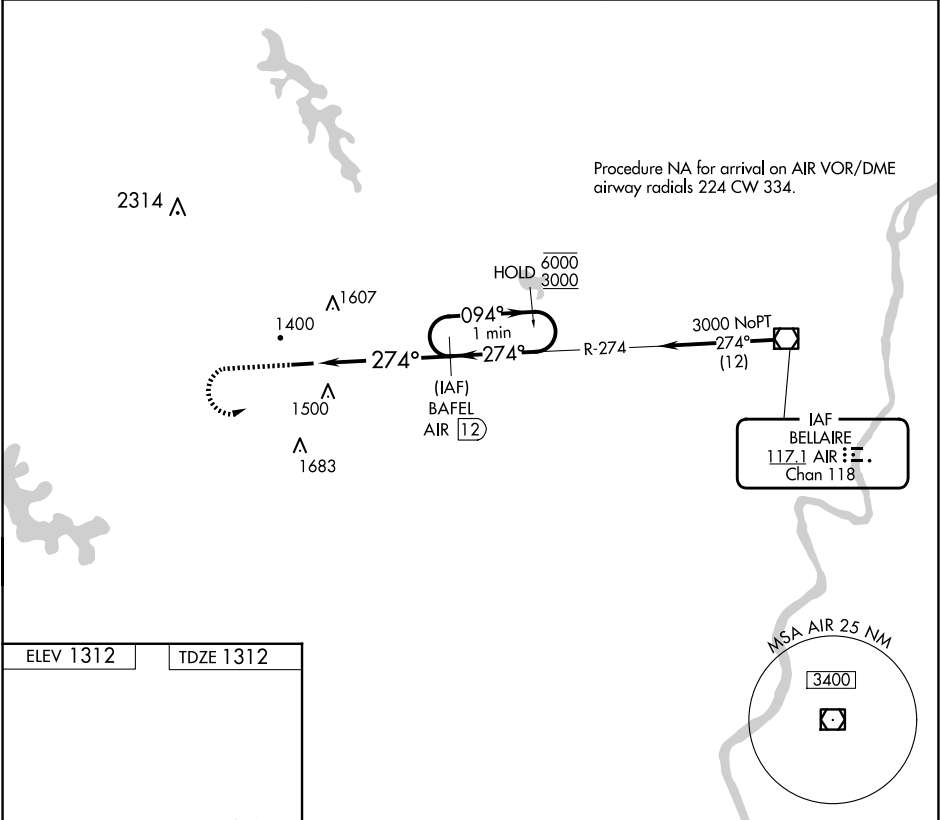 Procedure NA for arrival on AIR VOR/DME
airway radials 224 CW 334.
2314
HOLD 6000
3000
1607
1400
094°
1 min
274°
274°
R-274
3000 NoPT
274°
(12)
(IAF)
BAFEL
AIR 12
1500
1683
IAF
BELLAIRE
117.1 AIR
Chan 118
MSA AIR 25 NM
3400
ELEV 1312
TDZE 1312